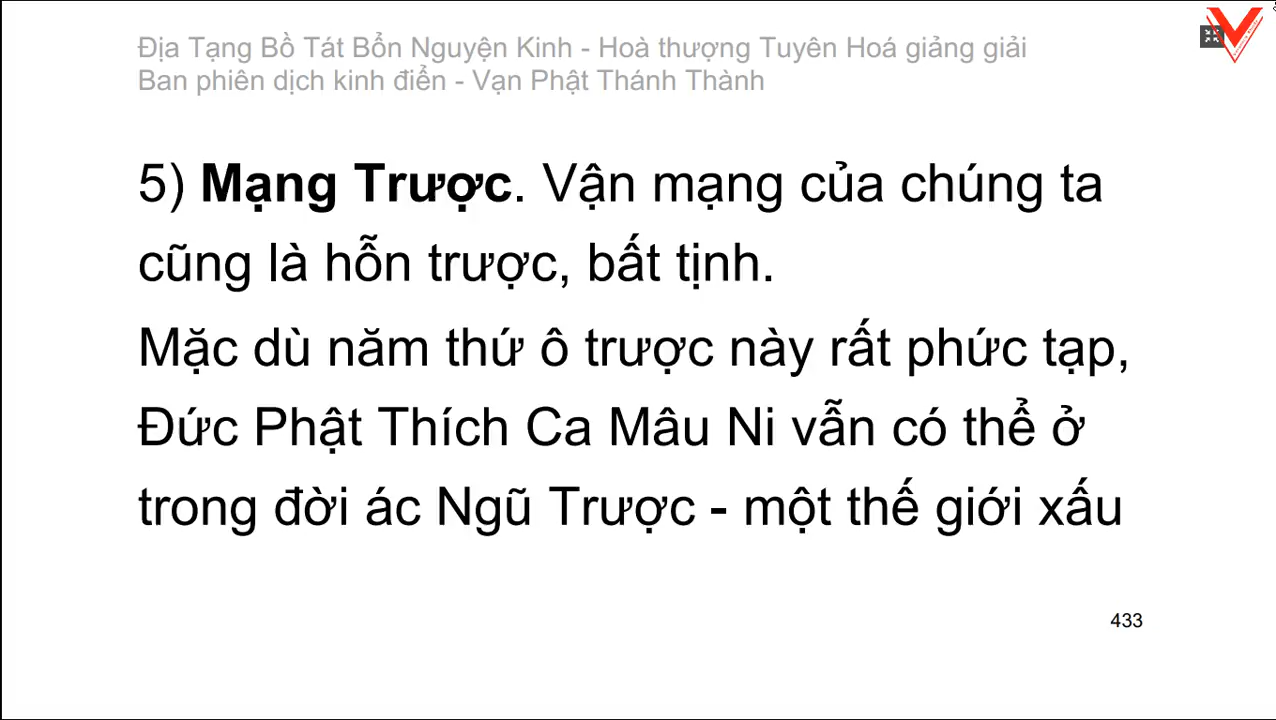 Địa Tạng Bồ Tát Bổn Nguyện Kinh - Hoà thượng Tuyên Hoá giảng giải
Ban phiên dịch kinh điển - Vạn Phật Thánh Thành
5) Mạng Trược. Vận mạng của chúng ta
cũng là hỗn trược, bất tịnh.
Mặc dù năm thứ ô trược này rất phức tạp,
Đức Phật Thích Ca Mâu Ni vẫn có thể ở
trong đời ác Ngũ Trược - một thế giới xấu
433